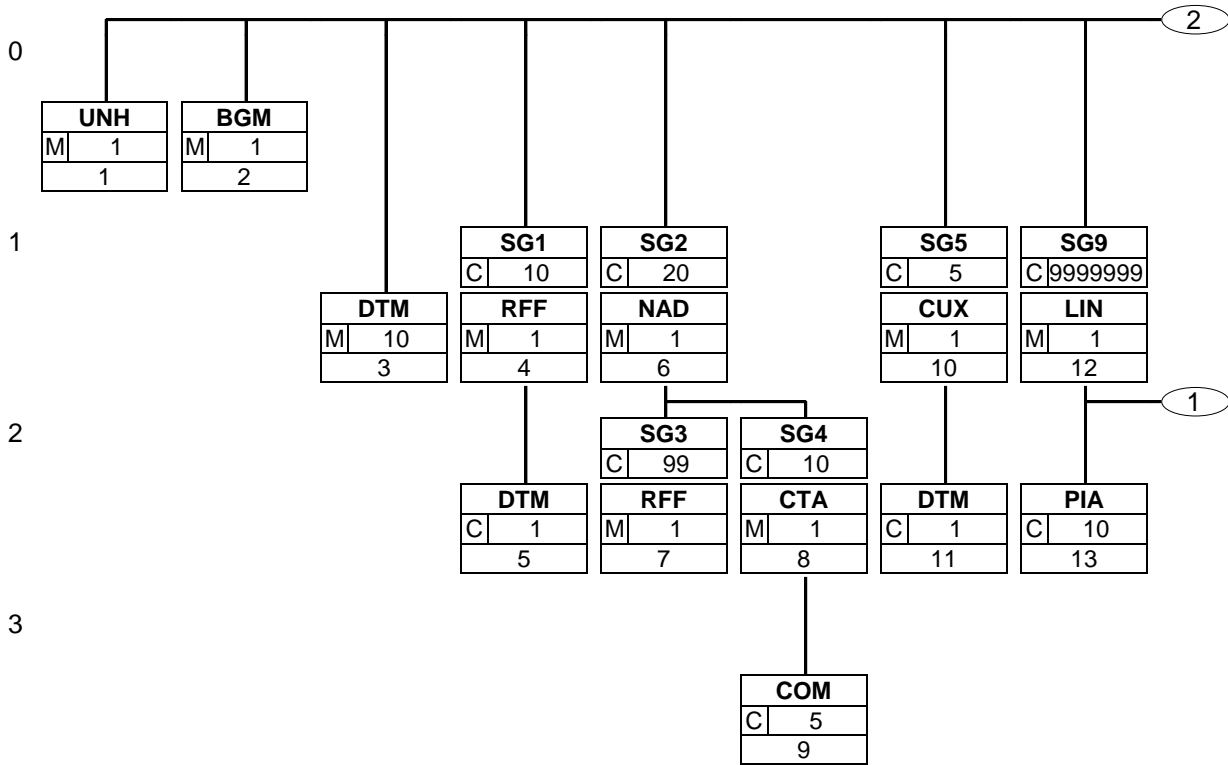 2
0
UNH
M 1
1
BGM
M 1
2
1
SG1
C 10
SG2
C 20
SG5
C 5
SG9
C 9999999
DTM
M 10
3
RFF
M 1
4
NAD
M 1
6
CUX
M 1
10
LIN
M 1
12
1
2
SG3
C 99
SG4
C 10
DTM
C 1
5
RFF
M 1
7
CTA
M 1
8
DTM
C 1
11
PIA
C 10
13
3
COM
C 5
9